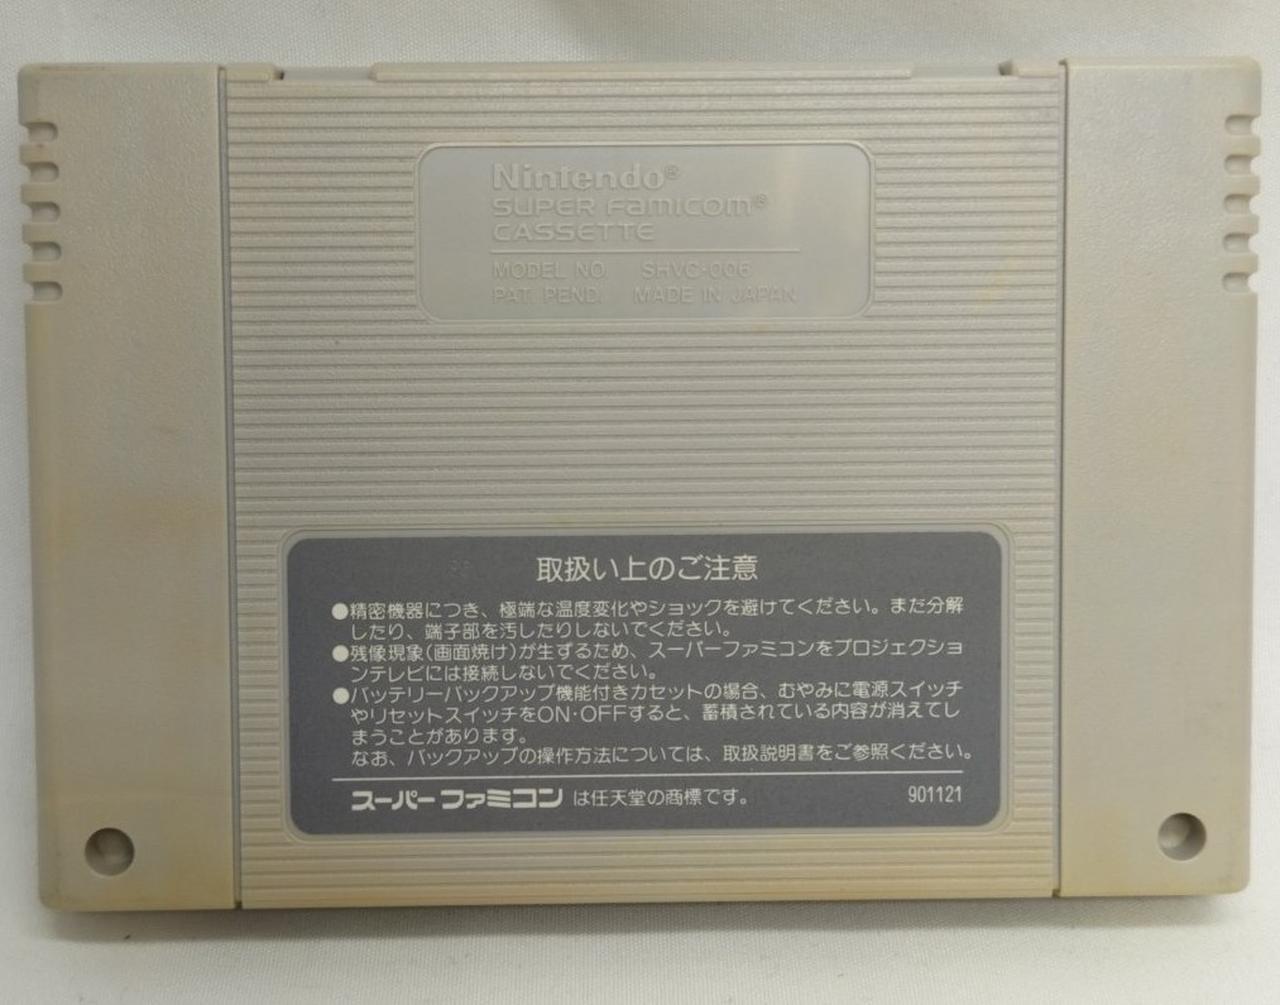 Nintendo®
SUPER FAMICOM®
CASSETTE
MODEL NO. SHVC-006
PAT. PEND. MADE IN JAPAN
取扱い上のご注意
●精密機器につき、極端な温度変化やショックを避けてください。まだ分解
したり、端子部を汚したりしないでください。
●残像現象(画面焼け)が生ずるため、スーパーファミコンをプロジェクショ
ンテレビには接続しないでください。
●バッテリーバックアップ機能付きカセットの場合、むやみに電源スイッチ
やリセットスイッチをON·OFFすると、蓄積されている内容が消えてし
まうことがあります。
なお、バックアップの操作方法については、取扱説明書をご参照ください。
スーパーファミコン は任天堂の商標です。 901121